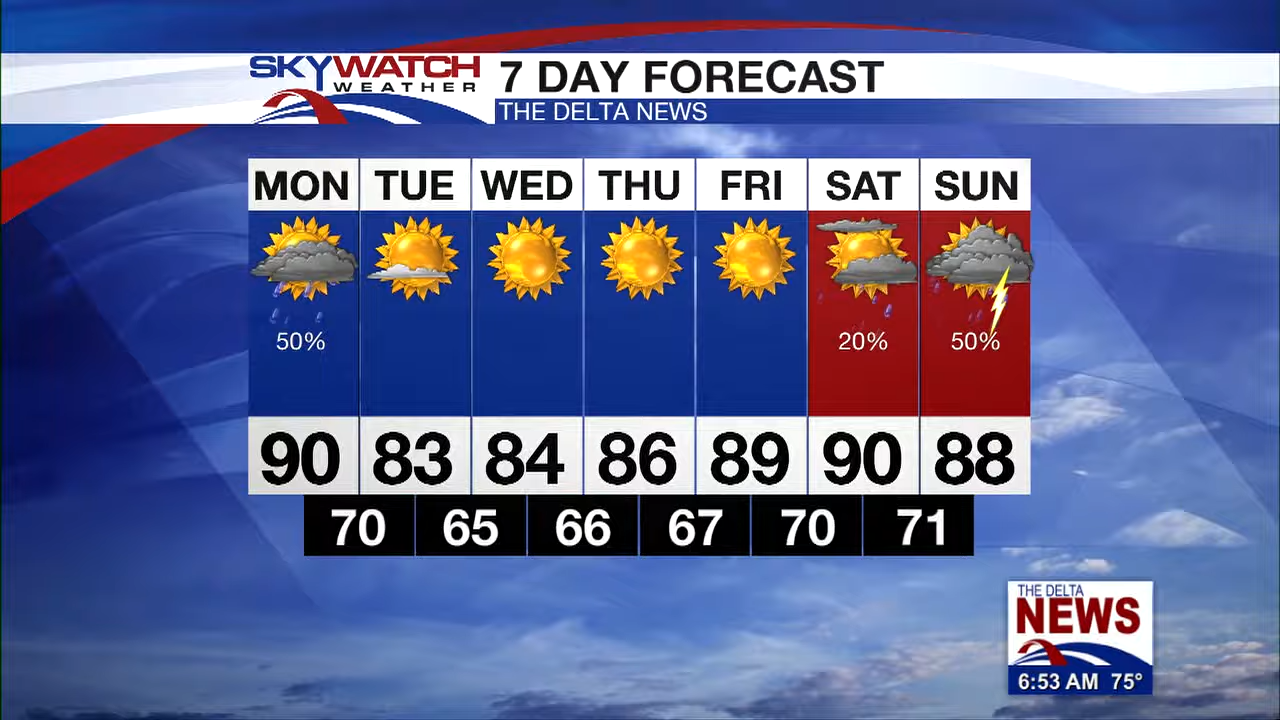 SKYWATCH
WEATHER
7 DAY FORECAST
THE DELTA NEWS
MON TUE WED THU FRI SAT SUN
50% 20% 50%
90 83 84 86 89 90 88
70 65 66 67 70 71
THE DELTA
NEWS
6:53 AM 75°